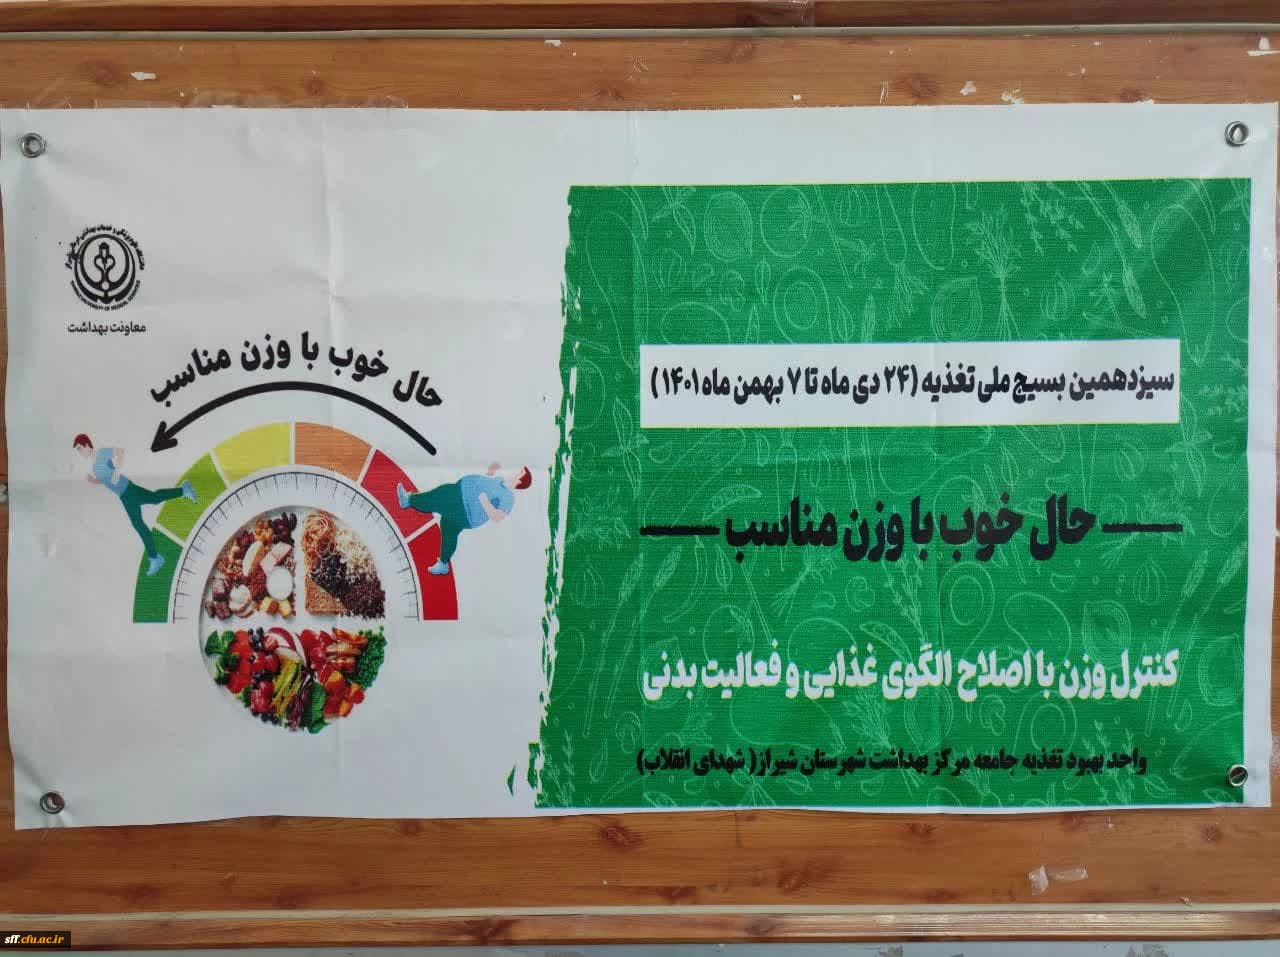 معاونت بهداشت
حال خوب با وزن مناسب
سیزدهمین بسیج ملی تغذیه (۲۴ دی ماه تا ۷ بهمن ماه ۱۴۰۱)
حال خوب با وزن مناسب
کنترل وزن با اصلاح الگوی غذایی و فعالیت بدنی
واحد بهبود تغذیه جامعه مرکز بهداشت شهرستان شیراز( شهدای انقلاب)
sff.cfu.ac.ir